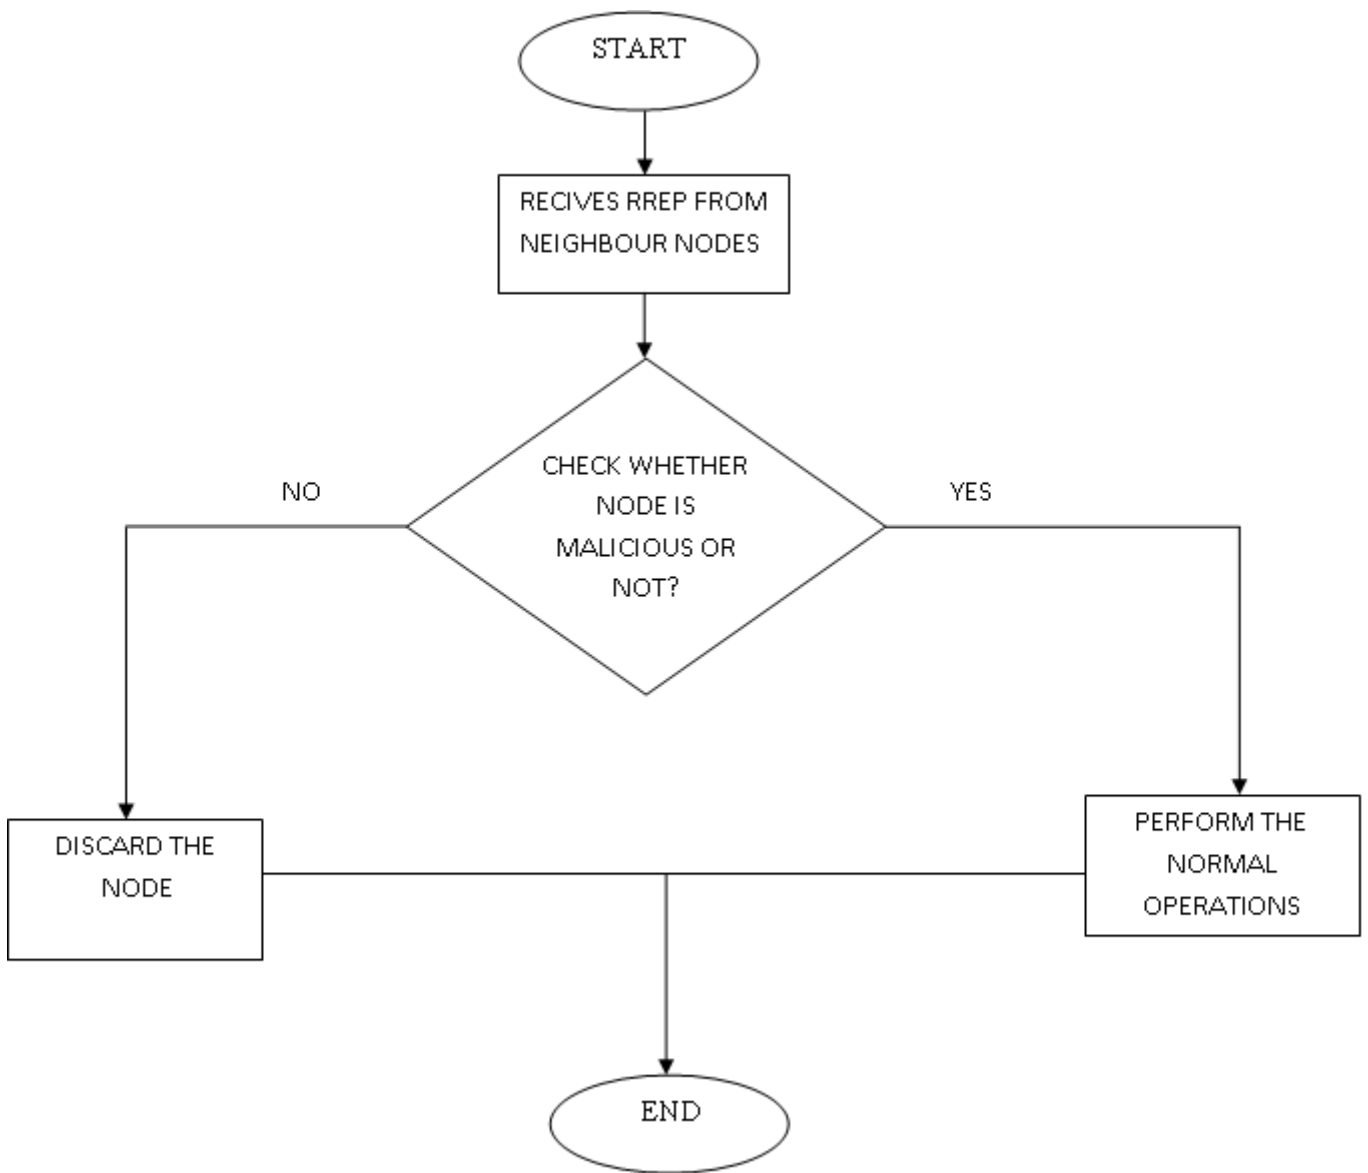 START
RECIVES RREP FROM
NEIGHBOUR NODES
CHECK WHETHER
NODE IS
MALICIOUS OR
NOT?
NO
YES
DISCARD THE
NODE
PERFORM THE
NORMAL
OPERATIONS
END